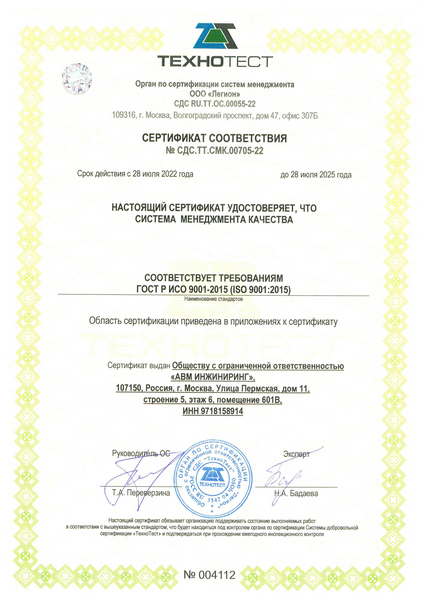 ТЕХНОТЕСТ
Орган по сертификации систем менеджмента
ООО «Легион»
СДС RU.ТТ.ОС.00055-22
109316, г. Москва, Волгоградский проспект, дом 47, офис 307Б
СЕРТИФИКАТ СООТВЕТСТВИЯ
№ СДС.ТТ.СМК.00705-22
Срок действия с 28 июля 2022 года до 28 июля 2025 года
НАСТОЯЩИЙ СЕРТИФИКАТ УДОСТОВЕРЯЕТ, ЧТО
СИСТЕМА МЕНЕДЖМЕНТА КАЧЕСТВА
СООТВЕТСТВУЕТ ТРЕБОВАНИЯМ
ГОСТ Р ИСО 9001-2015 (ISO 9001:2015)
Наименование стандартов
Область сертификации приведена в приложениях к сертификату
ТЕХНОТЕСТ
Сертификат выдан Обществу с ограниченной ответственностью
«АВМ ИНЖИНИРИНГ»,
107150, Россия, г. Москва, Улица Пермская, дом 11,
строение 5, этаж 6, помещение 601В,
ИНН 9718158914
Руководитель ОС Эксперт
ОРГАН ПО СЕРТИФИКАЦИИ
ТЕХНОТЕСТ
Т.А. Переверзина Н.А. Бадаева
Настоящий сертификат обязывает организацию поддерживать состояние выполняемых работ
в соответствии с вышеуказанным стандартом, что будет находиться под контролем органа по сертификации Системы добровольной
сертификации «ТехноТест» и подтверждаться при прохождении ежегодного инспекционного контроля
№ 004112